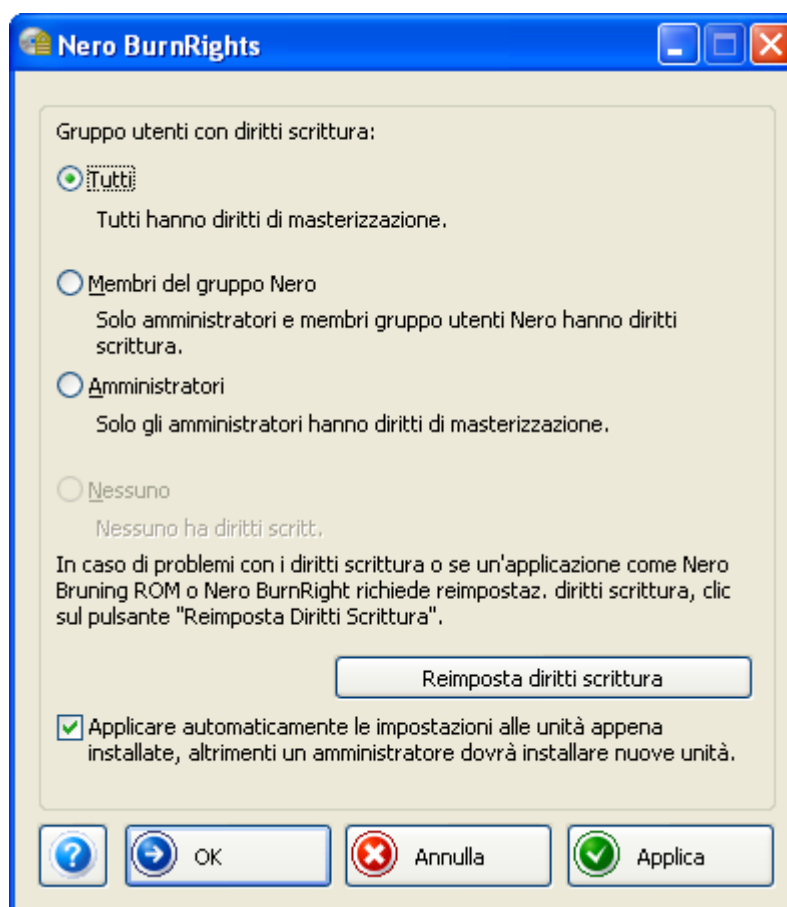 Nero BurnRights
Gruppo utenti con diritti scrittura:
Tutti
Tutti hanno diritti di masterizzazione.
Membri del gruppo Nero
Solo amministratori e membri gruppo utenti Nero hanno diritti
scrittura.
Amministratori
Solo gli amministratori hanno diritti di masterizzazione.
Nessuno
Nessuno ha diritti scritt.
In caso di problemi con i diritti scrittura o se un'applicazione come Nero
Bruning ROM o Nero BurnRight richiede reimpostaz. diritti scrittura, clic
sul pulsante "Reimposta Diritti Scrittura".
Reimposta diritti scrittura
Applicare automaticamente le impostazioni alle unità appena
installate, altrimenti un amministratore dovrà installare nuove unità.
? OK Annulla Applica